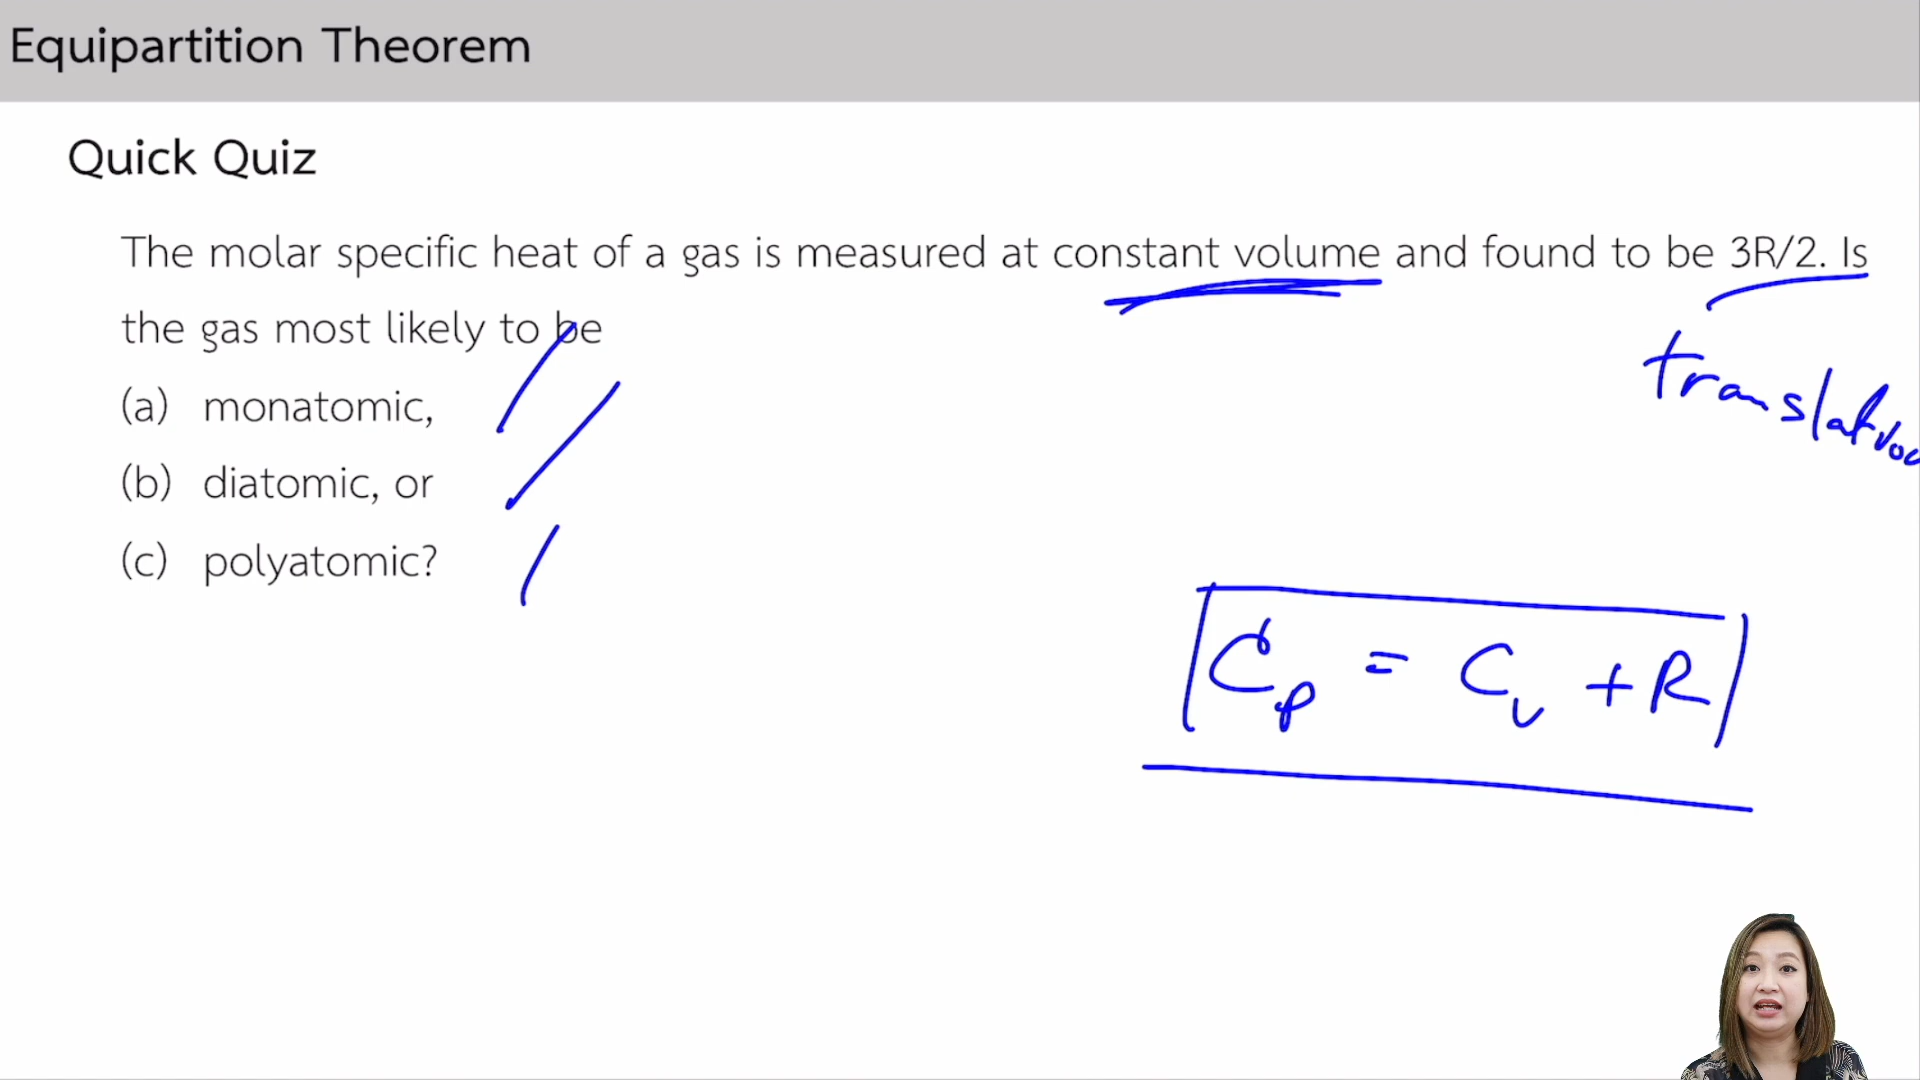 Equipartition Theorem
Quick Quiz
The molar specific heat of a gas is measured at constant volume and found to be 3R/2. Is
the gas most likely to be
(a) monatomic,
(b) diatomic, or
(c) polyatomic?
Cp = Cv + R